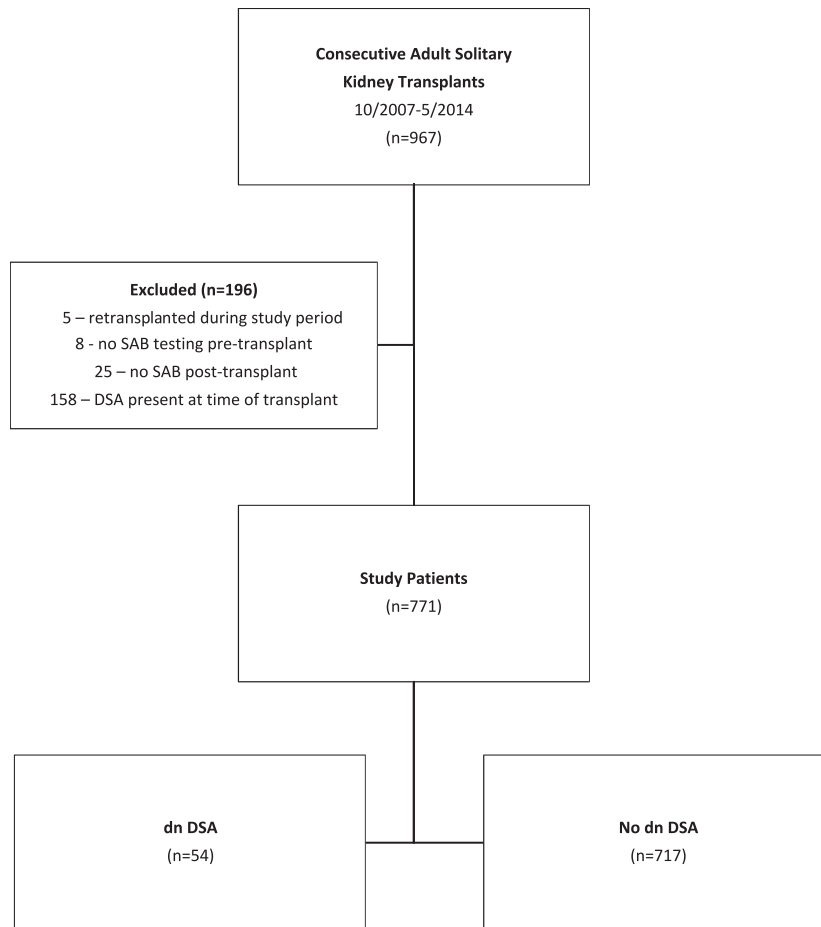 Consecutive Adult Solitary
Kidney Transplants
10/2007-5/2014
(n=967)
Excluded (n=196)
5 – retransplanted during study period
8 - no SAB testing pre-transplant
25 – no SAB post-transplant
158 – DSA present at time of transplant
Study Patients
(n=771)
dn DSA
(n=54)
No dn DSA
(n=717)